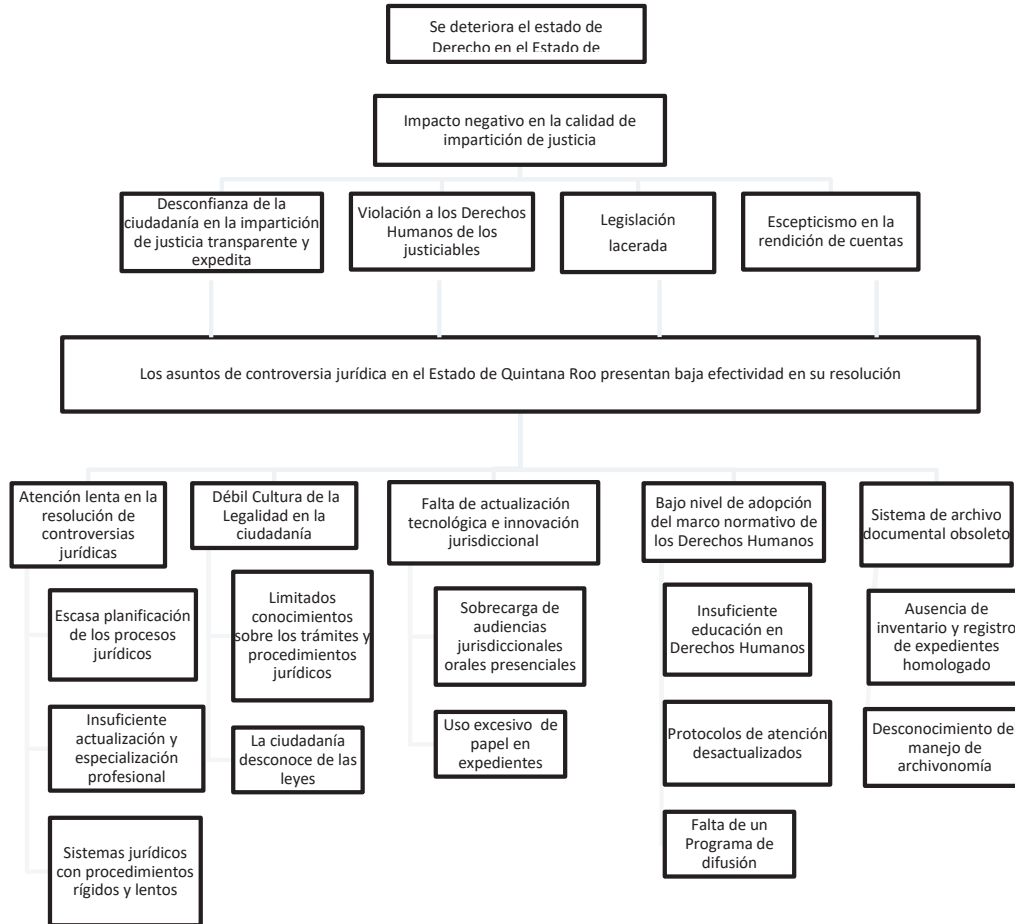 Se deteriora el estado de
Derecho en el Estado de
Impacto negativo en la calidad de
impartición de justicia
Desconfianza de la
ciudadanía en la impartición
de justicia transparente y
expedita
Violación a los Derechos
Humanos de los
justiciables
Legislación
lacerada
Escepticismo en la
rendición de cuentas
Los asuntos de controversia jurídica en el Estado de Quintana Roo presentan baja efectividad en su resolución
Atención lenta en la
resolución de
controversias
jurídicas
Escasa planificación
de los procesos
jurídicos
Insuficiente
actualización y
especialización
profesional
Sistemas jurídicos
con procedimientos
rígidos y lentos
Débil Cultura de la
Legalidad en la
ciudadanía
Limitados
conocimientos
sobre los trámites y
procedimientos
jurídicos
La ciudadanía
desconoce de las
leyes
Falta de actualización
tecnológica e innovación
jurisdiccional
Sobrecarga de
audiencias
jurisdiccionales
orales presenciales
Uso excesivo de
papel en
expedientes
Bajo nivel de adopción
del marco normativo de
los Derechos Humanos
Insuficiente
educación en
Derechos Humanos
Protocolos de atención
desactualizados
Falta de un
Programa de
difusión
Sistema de archivo
documental obsoleto
Ausencia de
inventario y registro
de expedientes
homologado
Desconocimiento del
manejo de
archivonomía